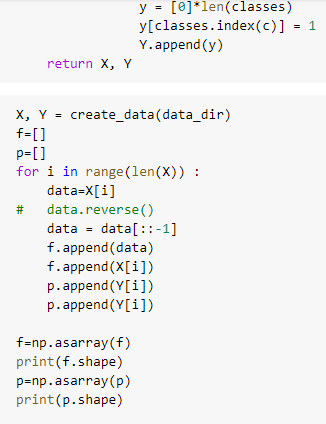 y = [0]*len(classes)
y[classes.index(c)] = 1
Y.append(y)
return X, Y
X, Y = create_data(data_dir)
f=[]
p=[]
for i in range(len(X)) :
data=X[i]
#   data.reverse()
data = data[::-1]
f.append(data)
f.append(X[i])
p.append(Y[i])
p.append(Y[i])
f=np.asarray(f)
print(f.shape)
p=np.asarray(p)
print(p.shape)